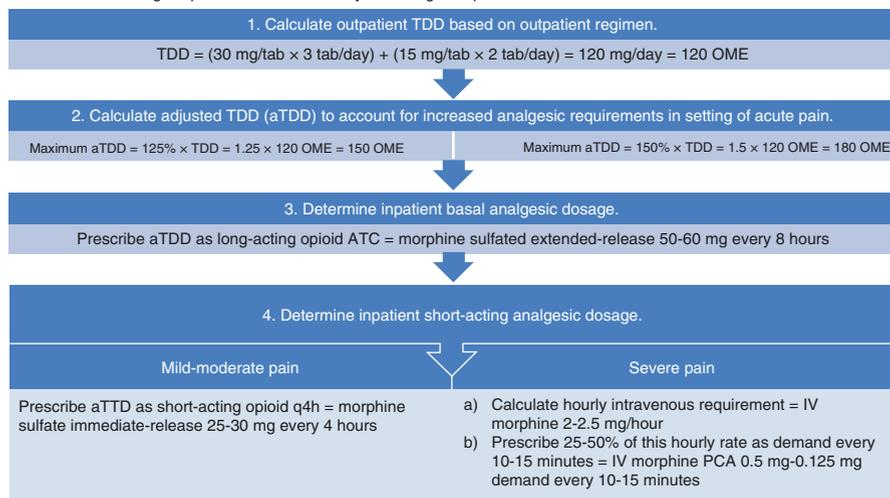 1. Calculate outpatient TDD based on outpatient regimen.
TDD = (30 mg/tab × 3 tab/day) + (15 mg/tab × 2 tab/day) = 120 mg/day = 120 OME
2. Calculate adjusted TDD (aTDD) to account for increased analgesic requirements in setting of acute pain.
Maximum aTDD = 125% × TDD = 1.25 × 120 OME = 150 OME
Maximum aTDD = 150% × TDD = 1.5 × 120 OME = 180 OME
3. Determine inpatient basal analgesic dosage.
Prescribe aTDD as long-acting opioid ATC = morphine sulfated extended-release 50-60 mg every 8 hours
4. Determine inpatient short-acting analgesic dosage.
Mild-moderate pain
Prescribe aTTD as short-acting opioid q4h = morphine
sulfate immediate-release 25-30 mg every 4 hours
Severe pain
a) Calculate hourly intravenous requirement = IV
morphine 2-2.5 mg/hour
b) Prescribe 25-50% of this hourly rate as demand every
10-15 minutes = IV morphine PCA 0.5 mg-0.125 mg
demand every 10-15 minutes